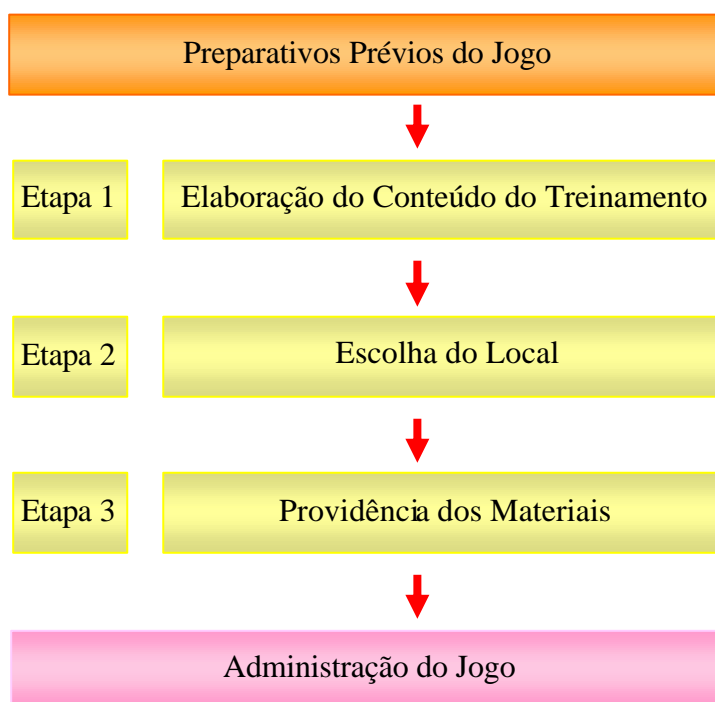 Preparativos Prévios do Jogo
Etapa 1
Elaboração do Conteúdo do Treinamento
Etapa 2
Escolha do Local
Etapa 3
Providência dos Materiais
Administração do Jogo